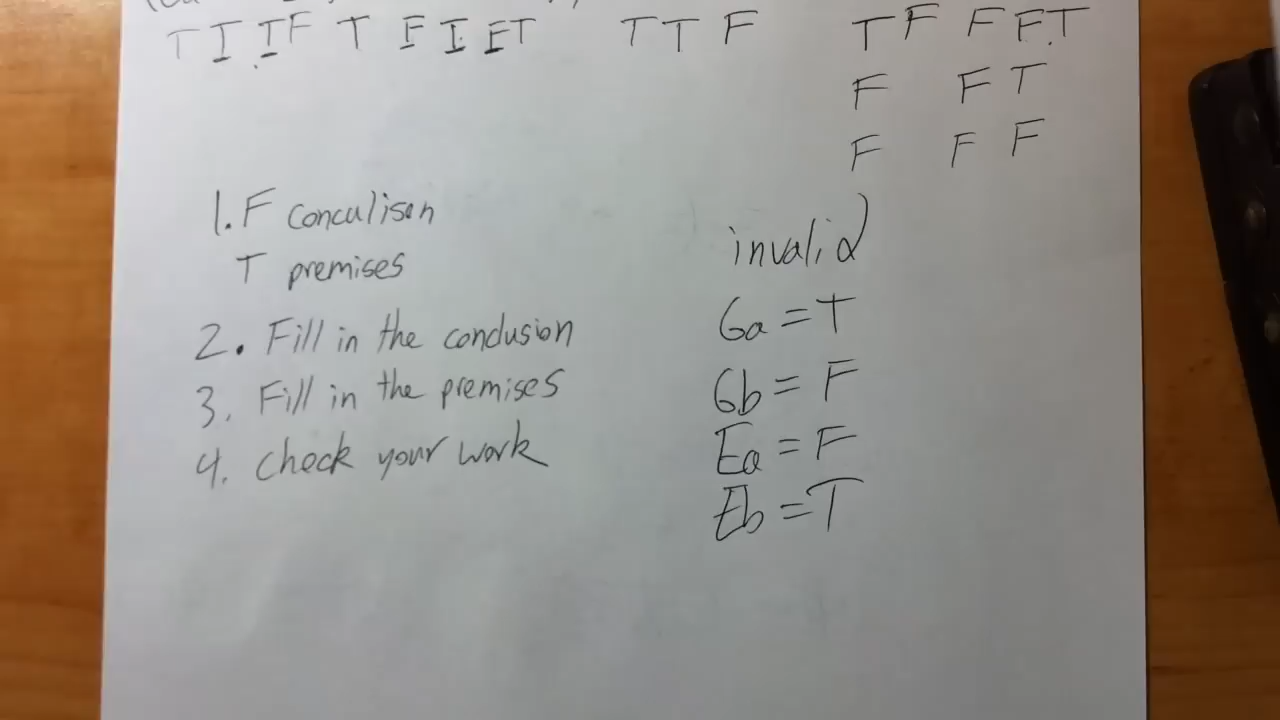 T I I F T F I F T T T F T F F F.T
F F T
F F F
1. F conculison
T premises
2. Fill in the conclusion
3. Fill in the premises
4. Check your work
invalid
Ga = T
Gb = F
Ea = F
Eb = T